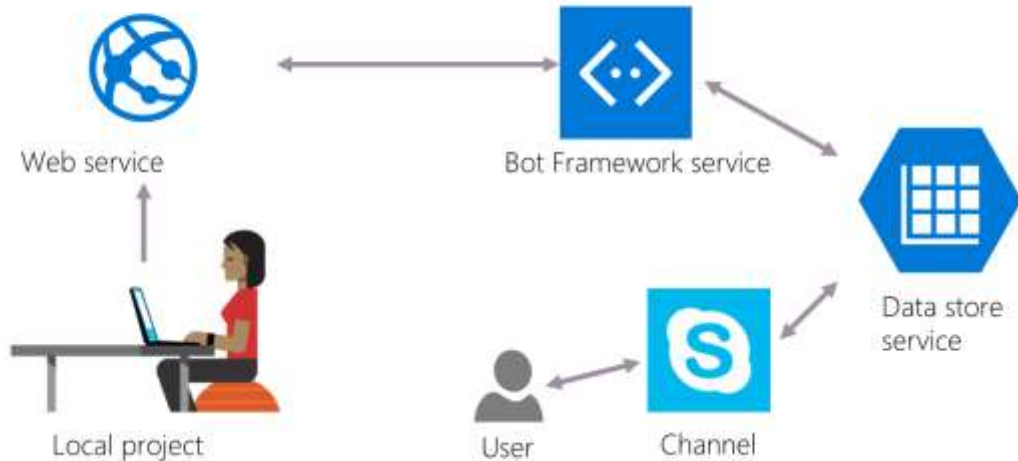 Web service
Bot Framework service
Data store
service
S
Local project
User
Channel